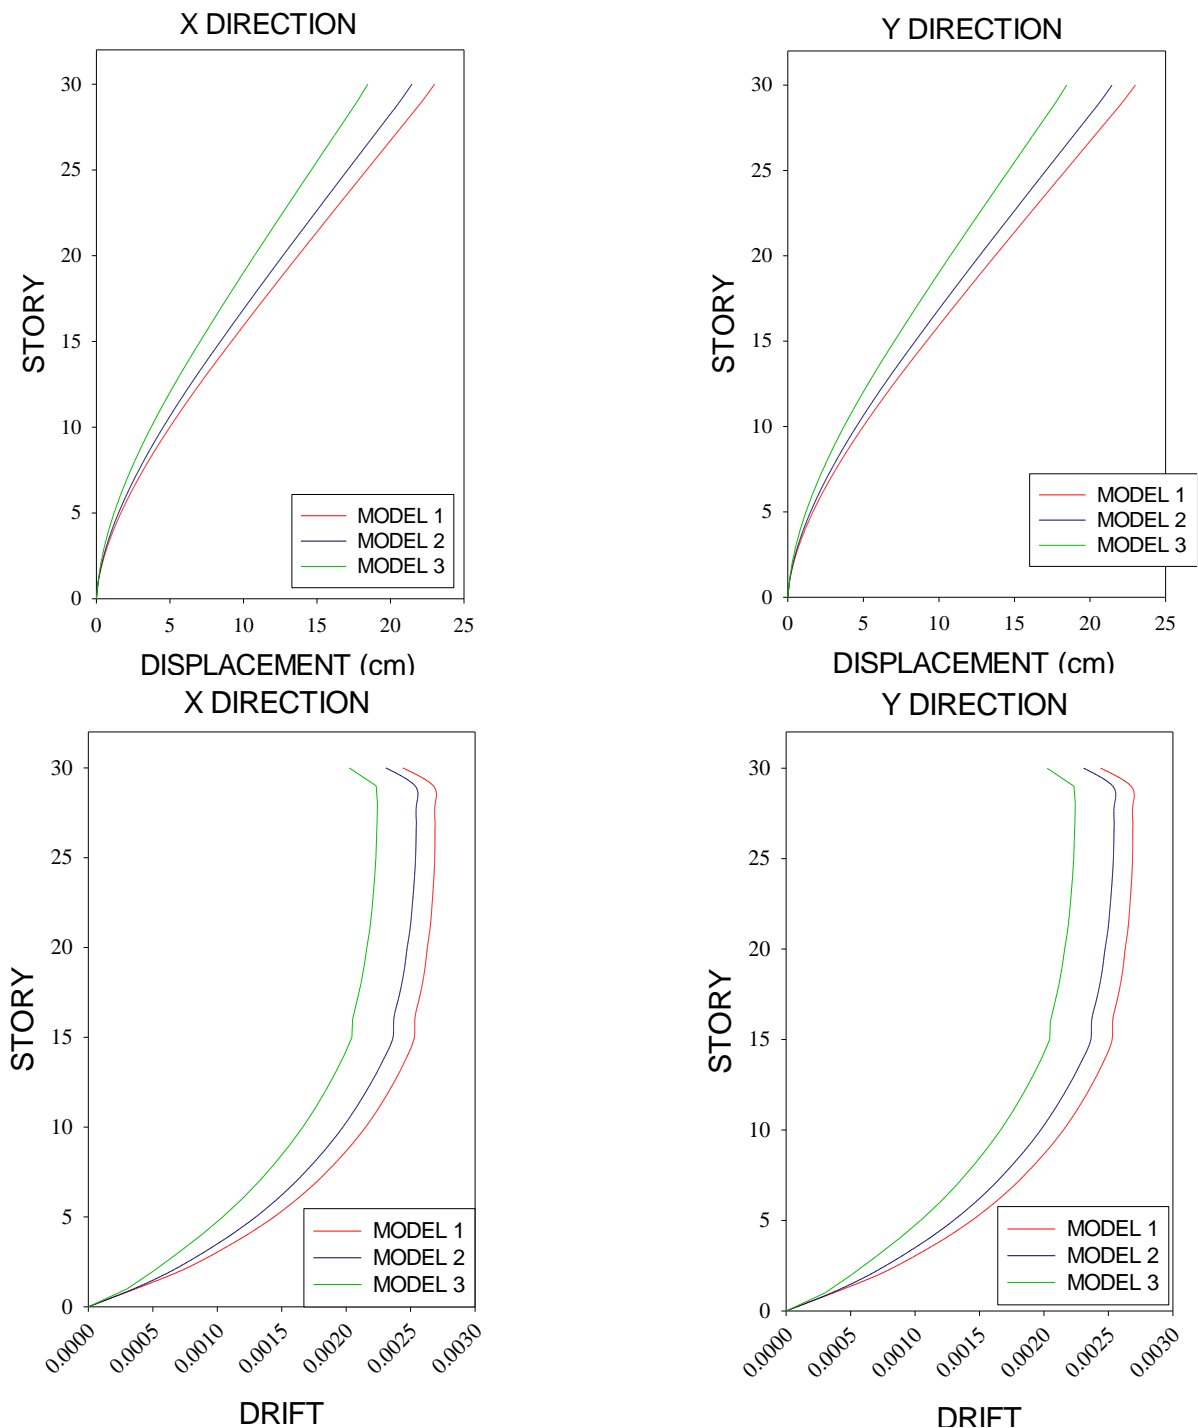 X DIRECTION
30
25
20
15
10
5
0
STORY
MODEL 1
MODEL 2
MODEL 3
0 5 10 15 20 25
DISPLACEMENT (cm)
Y DIRECTION
30
25
20
15
10
5
0
STORY
MODEL 1
MODEL 2
MODEL 3
0 5 10 15 20 25
DISPLACEMENT (cm)
X DIRECTION
30
25
20
15
10
5
0
STORY
MODEL 1
MODEL 2
MODEL 3
0.0000 0.0005 0.0010 0.0015 0.0020 0.0025 0.0030
DRIFT
Y DIRECTION
30
25
20
15
10
5
0
STORY
MODEL 1
MODEL 2
MODEL 3
0.0000 0.0005 0.0010 0.0015 0.0020 0.0025 0.0030
DRIFT